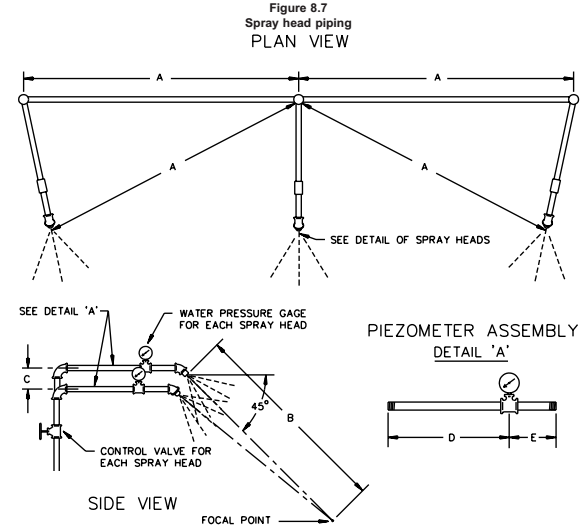 Figure 8.7
Spray head piping
PLAN VIEW
A
A
A
A
SEE DETAIL OF SPRAY HEADS
SEE DETAIL 'A'
WATER PRESSURE GAGE
FOR EACH SPRAY HEAD
C
45°
B
CONTROL VALVE FOR
EACH SPRAY HEAD
SIDE VIEW
FOCAL POINT
PIEZOMETER ASSEMBLY
DETAIL 'A'
D
E